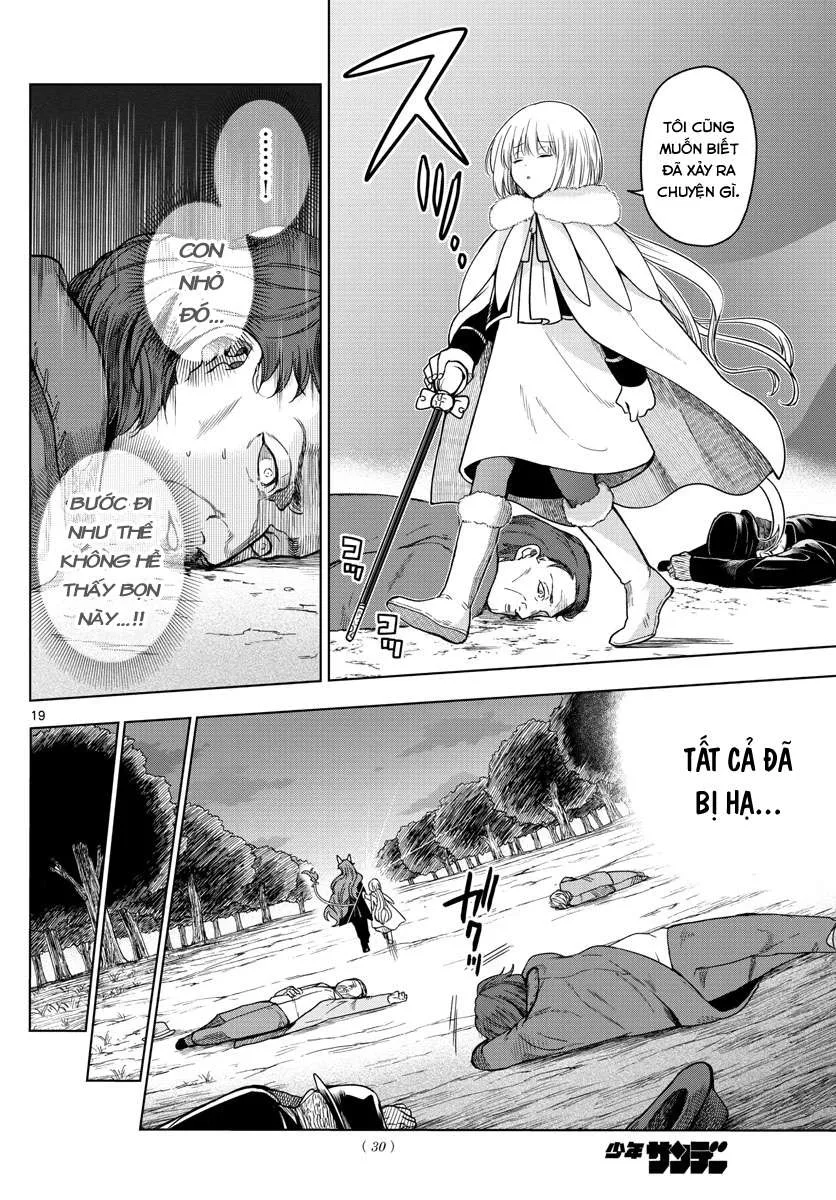 TÔI CŨNG
MUỐN BIẾT
ĐÃ XẢY RA
CHUYỆN GÌ.
スッ...
コツ
コツ
.......!
CON
NHỎ
ĐÓ...
BƯỚC ĐI
NHƯ THỂ
KHÔNG HỀ
THẤY BỌN
NÀY...!!
19
TẤT CẢ ĐÃ
BỊ HẠ...
ガクッ
(30)
少年サンデー